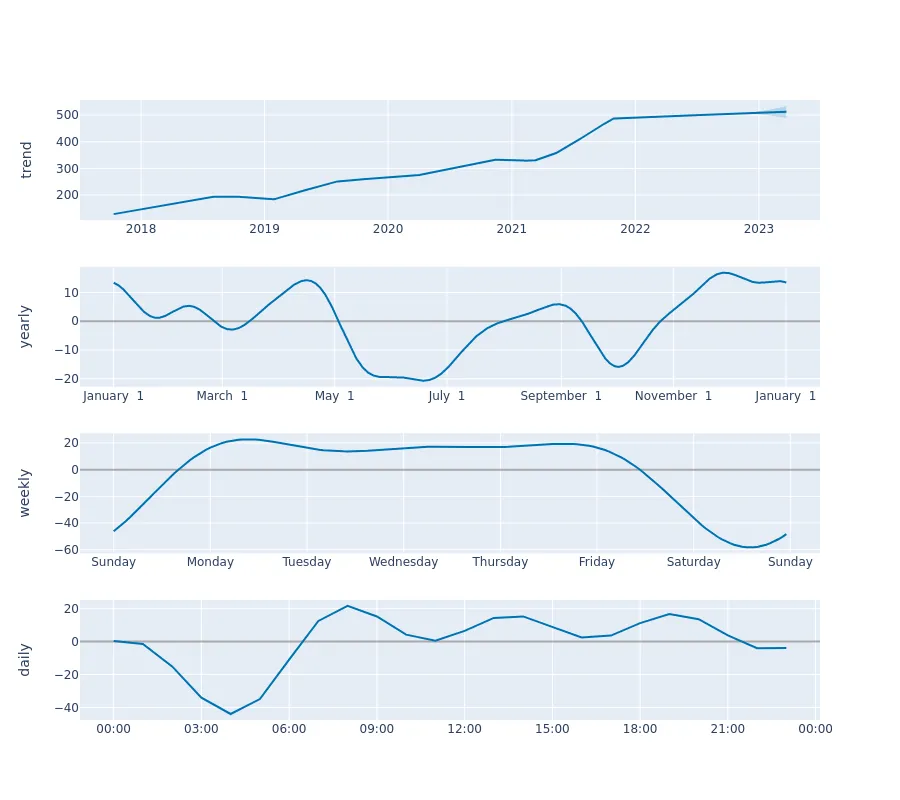 500
400
300
200
trend
2018 2019 2020 2021 2022 2023
10
0
−10
−20
yearly
January 1 March 1 May 1 July 1 September 1 November 1 January 1
20
0
−20
−40
−60
weekly
Sunday Monday Tuesday Wednesday Thursday Friday Saturday Sunday
20
0
−20
−40
daily
00:00 03:00 06:00 09:00 12:00 15:00 18:00 21:00 00:00